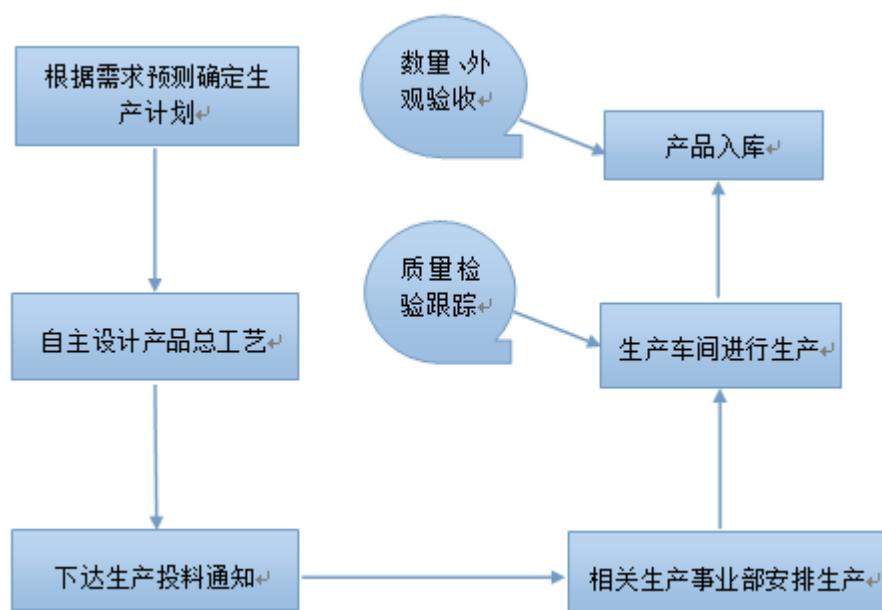 根据需求预测确定生
产计划↵
数量、外
观验收↵
产品入库↵
质量检
验跟踪↵
自主设计产品总工艺↵
生产车间进行生产↵
下达生产投料通知↵
相关生产事业部安排生产↵